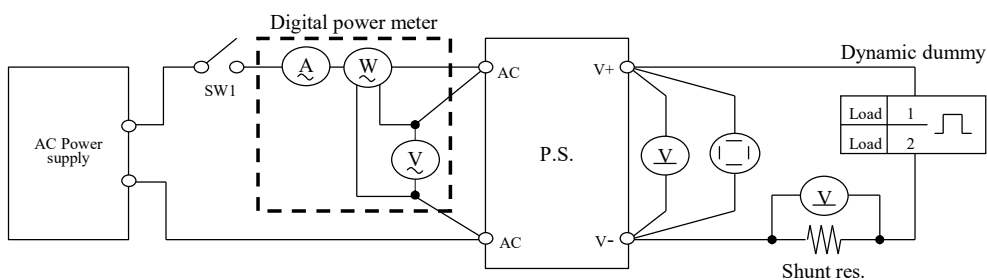 Digital power meter
Dynamic dummy
A
W
SW1
AC
V+
Load 1
Load 2
AC Power
supply
V
P.S.
V
V
AC
V-
Shunt res.